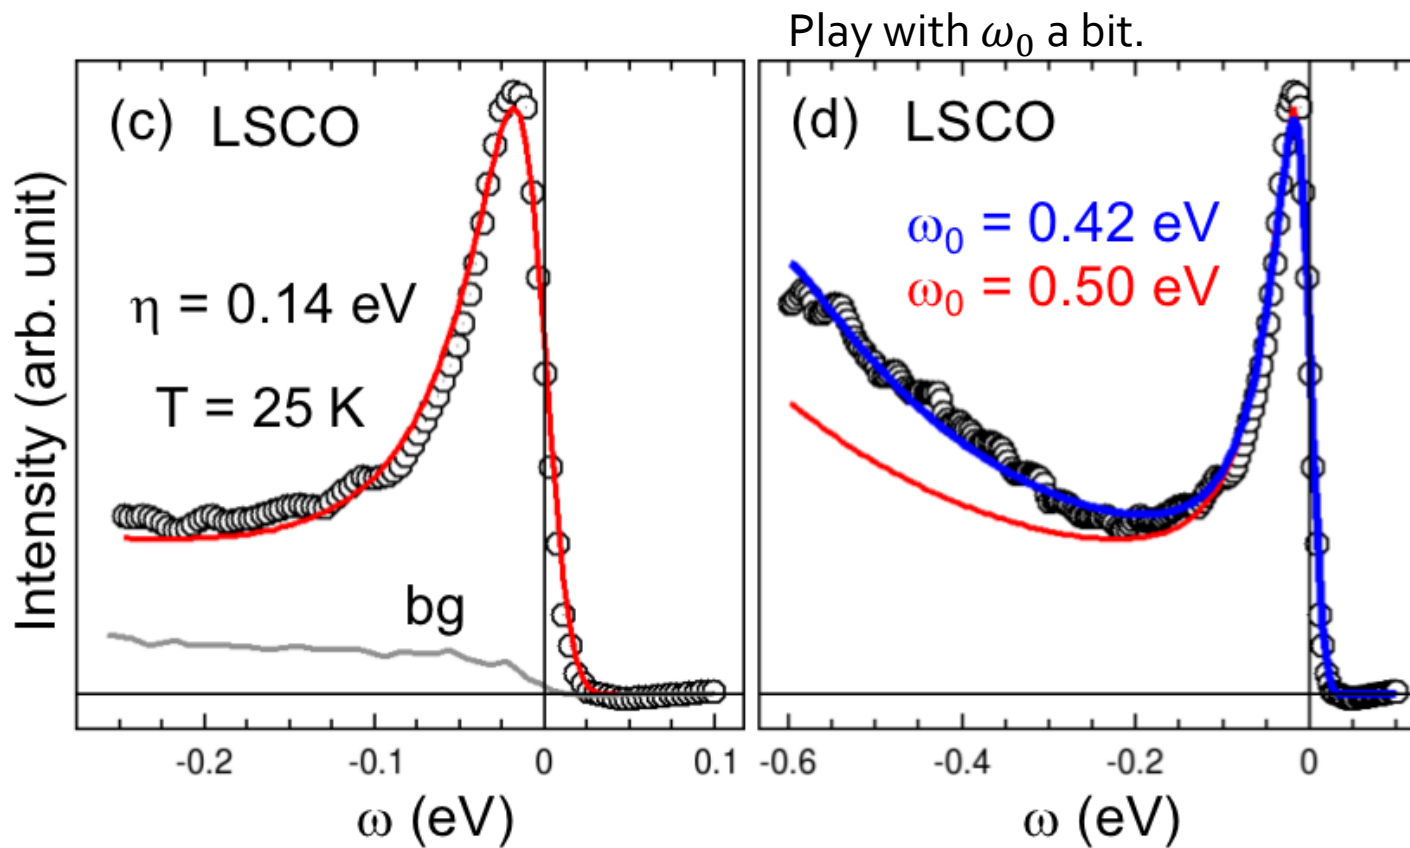 Play with ω₀ a bit.
(c) LSCO
η = 0.14 eV
T = 25 K
bg
Intensity (arb. unit)
-0.2 -0.1 0 0.1
ω (eV)
(d) LSCO
ω₀ = 0.42 eV
ω₀ = 0.50 eV
-0.6 -0.4 -0.2 0
ω (eV)